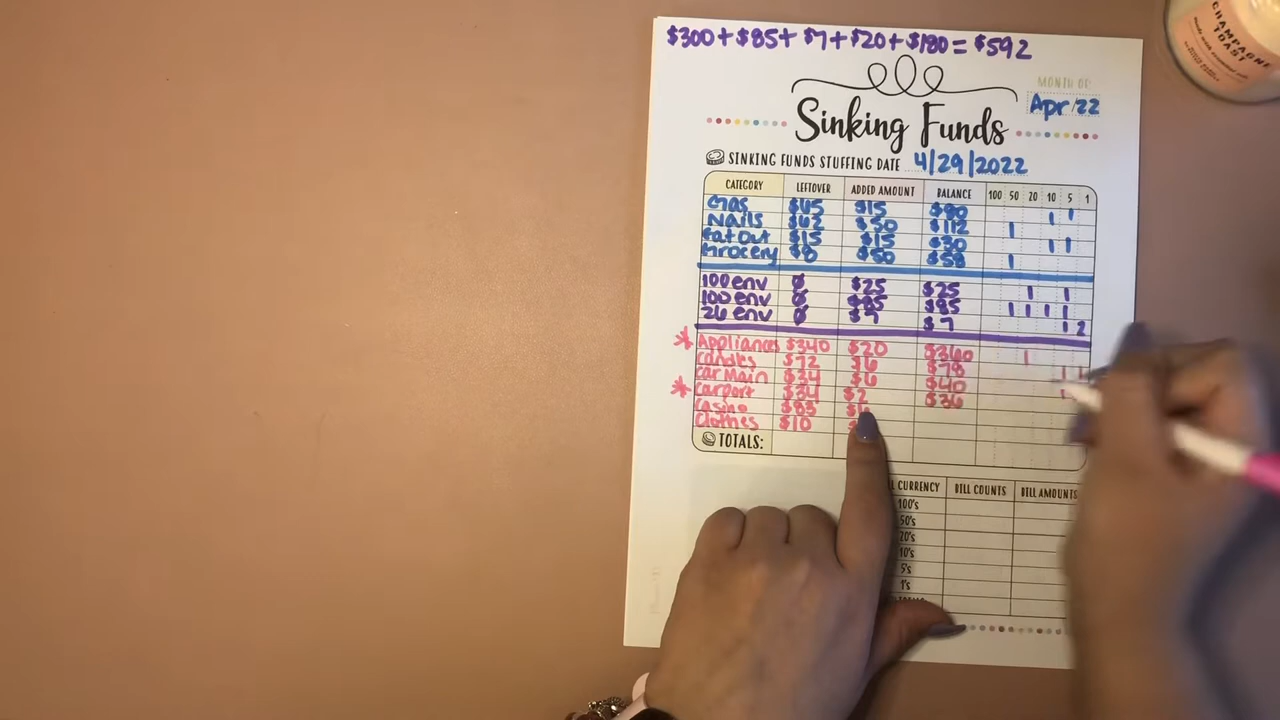 $300 + $85 + $7 + $20 + $180 = $592
CHAMPAGNE
TOAST
MONTH OF:
Apr/22
Sinking Funds
SINKING FUNDS STUFFING DATE 4/29/2022
CATEGORY LEFTOVER ADDED AMOUNT BALANCE 100 50 20 10 5 1
Gas $65 $15 $80 | |
Nails $62 $50 $112 |
Eat Out $15 $15 $30 | |
Grocery $8 $50 $58 |
100 env Ø $25 $25 | |
100 env Ø $85 $85 | | | |
26 env Ø $7 $7 | 2
* Appliances $340 $20 $360 |
Candles $72 $6 $78 | |
Car Main $34 $6 $40
* Carport $34 $2 $36
Casino $83
Clothes $10
TOTALS:
CURRENCY BILL COUNTS BILL AMOUNTS
100's
50's
20's
10's
5's
1's